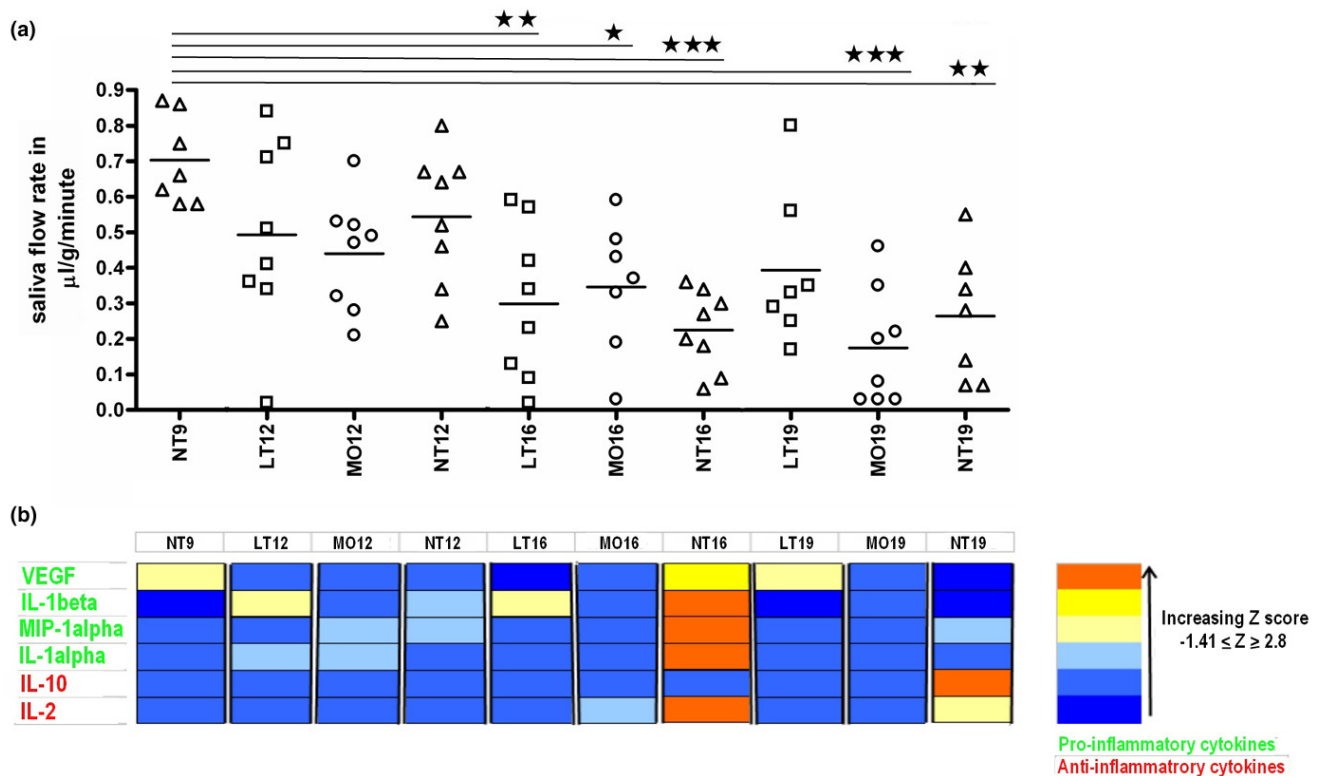 (a)
★★
★
★★★
★★★
★★
saliva flow rate in
µl/g/minute
0.9
0.8
0.7
0.6
0.5
0.4
0.3
0.2
0.1
0.0
NT9 LT12 MO12 NT12 LT16 MO16 NT16 LT19 MO19 NT19
(b)
NT9 LT12 MO12 NT12 LT16 MO16 NT16 LT19 MO19 NT19
VEGF
IL-1beta
MIP-1alpha
IL-1alpha
IL-10
IL-2
Increasing Z score
-1.41 ≤ Z ≥ 2.8
Pro-inflammatory cytokines
Anti-inflammatrory cytokines